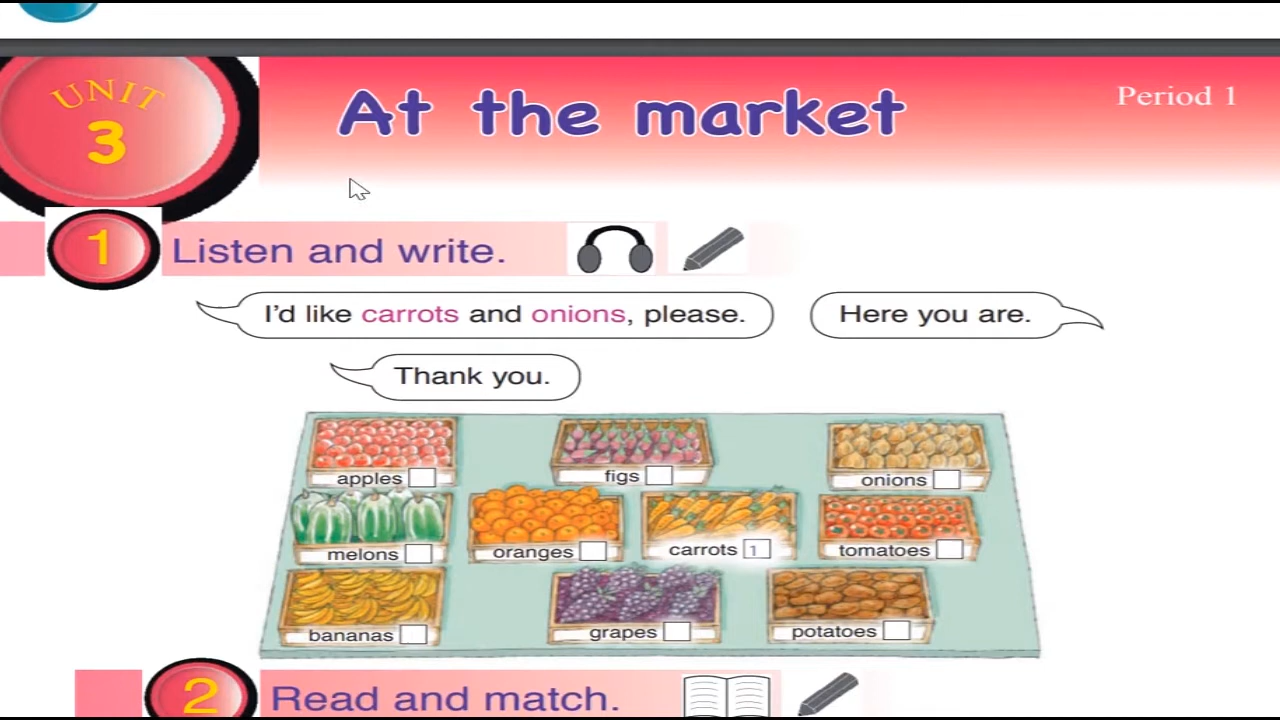 UNIT
3
At the market
Period 1
1
Listen and write.
I'd like carrots and onions, please.
Here you are.
Thank you.
apples
figs
onions
melons
oranges
carrots 1
tomatoes
bananas
grapes
potatoes
2
Read and match.